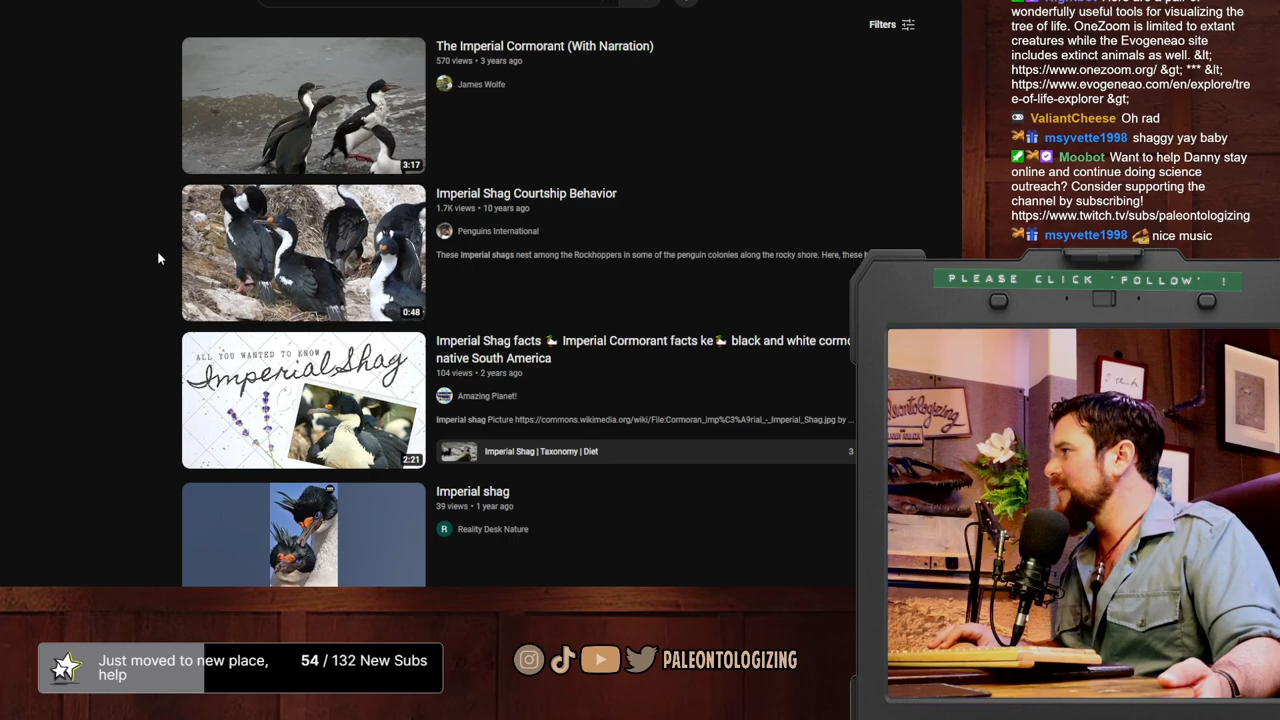 Filters
The Imperial Cormorant (With Narration)
570 views • 3 years ago
James Wolfe
3:17
Imperial Shag Courtship Behavior
1.7K views • 10 years ago
Penguins International
These Imperial shags nest among the Rockhoppers in some of the penguin colonies along the rocky shore. Here, these
0:48
ALL YOU WANTED TO KNOW
Imperial Shag
2:21
Imperial Shag facts 🦆 Imperial Cormorant facts ke🦆 black and white cormo
native South America
104 views • 2 years ago
Amazing Planet!
Imperial shag Picture https://commons.wikimedia.org/wiki/File:Cormoran_imp%C3%A9rial_-_Imperial_Shag.jpg by ...
Imperial Shag | Taxonomy | Diet
3
Imperial shag
39 views • 1 year ago
R Reality Desk Nature
wonderfully useful tools for visualizing the
tree of life. OneZoom is limited to extant
creatures while the Evogeneao site
includes extinct animals as well. &lt;
https://www.onezoom.org/ &gt; *** &lt;
https://www.evogeneao.com/en/explore/tre
e-of-life-explorer &gt;
ValiantCheese Oh rad
msyvette1998 shaggy yay baby
Moobot Want to help Danny stay
online and continue doing science
outreach? Consider supporting the
channel by subscribing!
https://www.twitch.tv/subs/paleontologizing
msyvette1998 🧀 nice music
PLEASE CLICK 'FOLLOW' !
Just moved to new place,
help
54 / 132 New Subs
PALEONTOLOGIZING